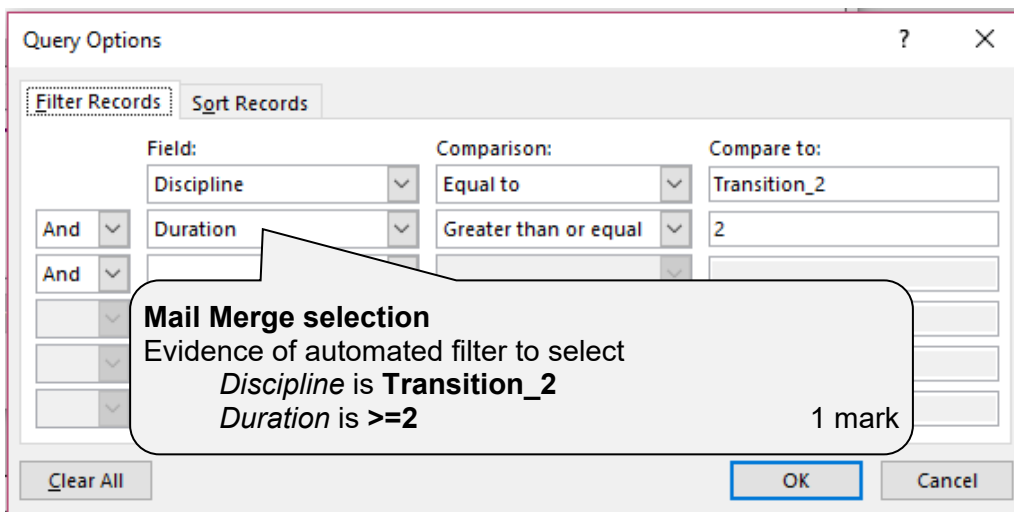 Query Options ? ×
Filter Records Sort Records
Field: Comparison: Compare to:
Discipline Equal to Transition_2
And Duration Greater than or equal 2
And
Mail Merge selection
Evidence of automated filter to select
Discipline is Transition_2
Duration is >=2 1 mark
Clear All OK Cancel